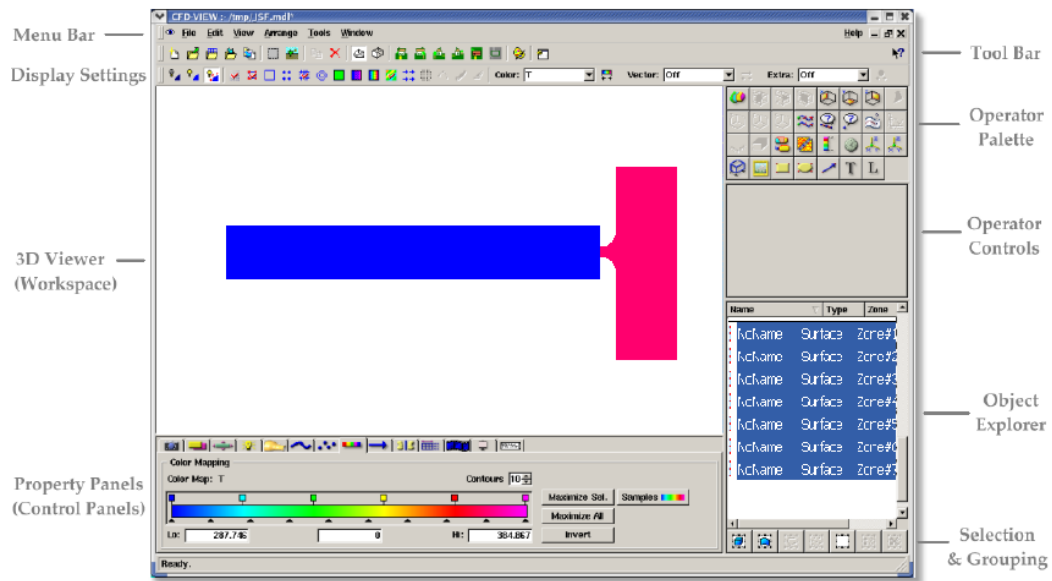 CFD-VIEW : - /tmp/JSF.mdl*
File Edit View Arrange Tools Window Help
Menu Bar
Tool Bar
Display Settings
Color: T Vector: Off Extra: Off
Operator
Palette
T L
Operator
Controls
3D Viewer
(Workspace)
Name Type Zone
NoName Surface Zone#1
NoName Surface Zone#2
NoName Surface Zone#3
NoName Surface Zone#4
NoName Surface Zone#5
NoName Surface Zone#6
NoName Surface Zone#7
Object
Explorer
Color Mapping
Color Map: T Contours 10
Property Panels
(Control Panels)
Maximize Sel. Samples
Maximize All
Lo: 287.746 0 Hi: 384.867 Invert
Selection
& Grouping
Ready.